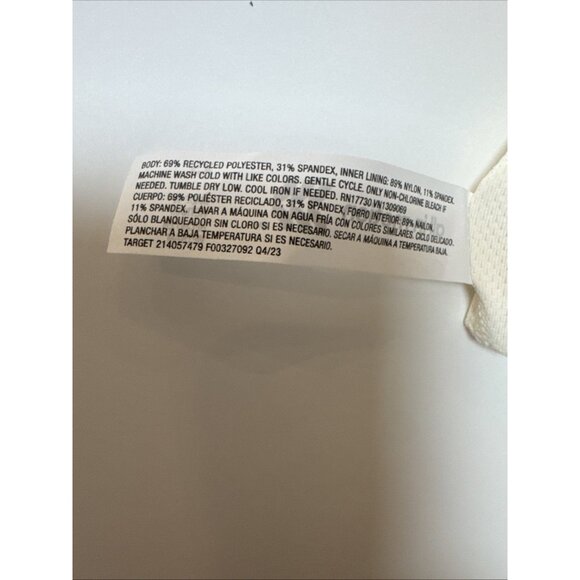 BODY: 69% RECYCLED POLYESTER, 31% SPANDEX, INNER LINING: 89% NYLON, 11% SPANDEX.
MACHINE WASH COLD WITH LIKE COLORS. GENTLE CYCLE. ONLY NON-CHLORINE BLEACH IF
NEEDED. TUMBLE DRY LOW. COOL IRON IF NEEDED. RN17730 VN1309069
CUERPO: 69% POLIÉSTER RECICLADO, 31% SPANDEX, FORRO INTERIOR: 89% NAILON,
11% SPANDEX. LAVAR A MÁQUINA CON AGUA FRÍA CON COLORES SIMILARES. CICLO DELICADO.
SÓLO BLANQUEADOR SIN CLORO SI ES NECESARIO. SECAR A MÁQUINA A TEMPERATURA BAJA.
PLANCHAR A BAJA TEMPERATURA SI ES NECESARIO.
TARGET 214057479 F00327092 Q4/23